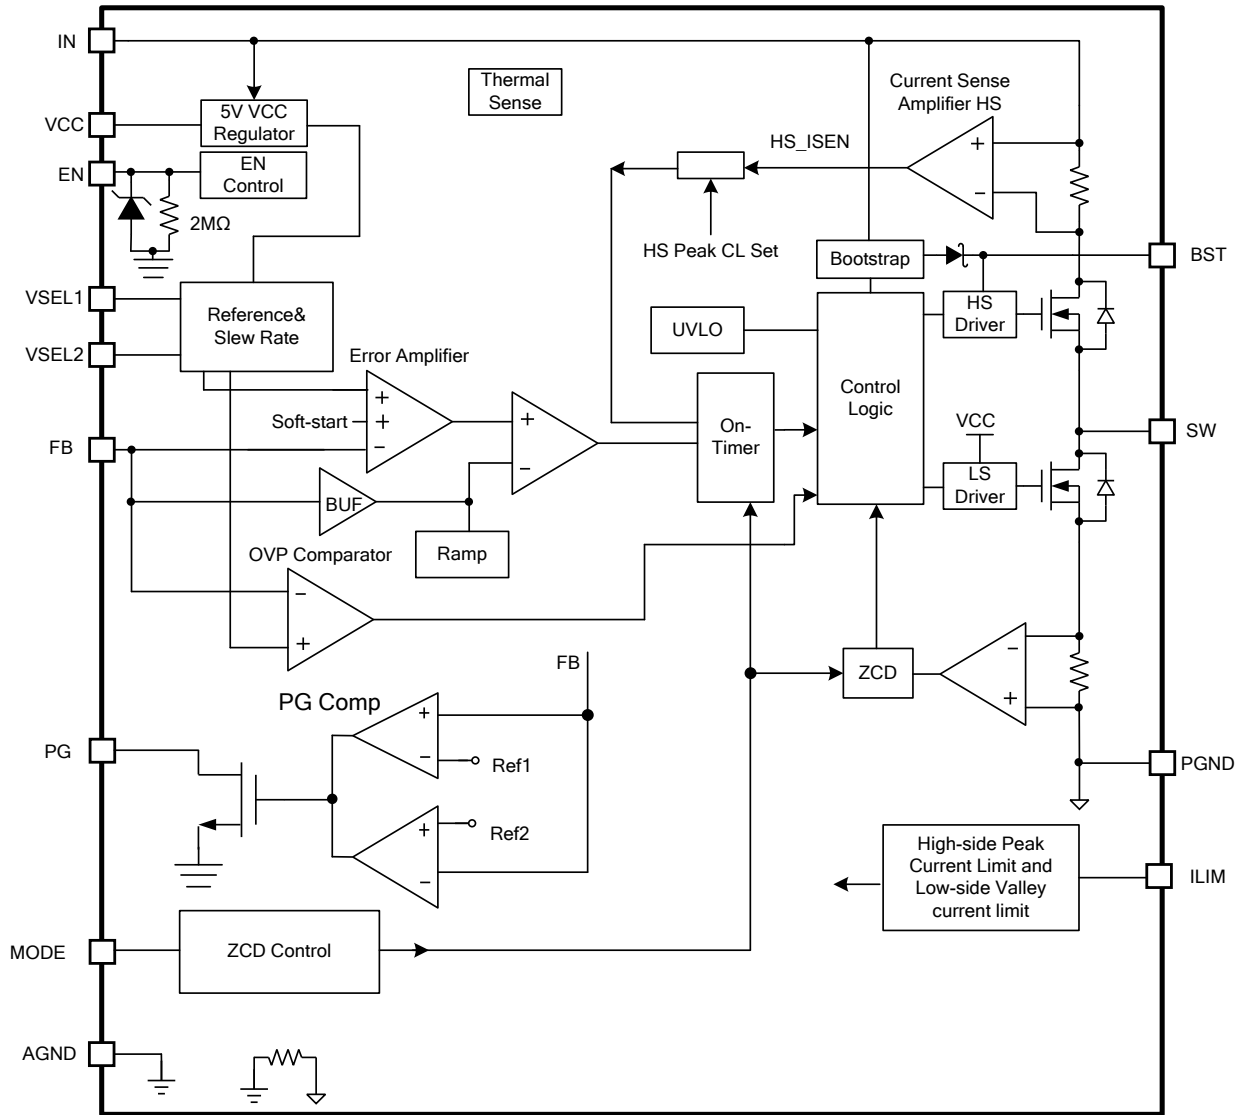 IN
Thermal
Sense
Current Sense
Amplifier HS
VCC
5V VCC
Regulator
+
−
HS_ISEN
EN
EN
Control
2MΩ
HS Peak CL Set
Bootstrap
BST
VSEL1
Reference&
Slew Rate
HS
Driver
UVLO
VSEL2
Error Amplifier
Control
Logic
+
Soft-start
+
−
+
−
On-
Timer
VCC
SW
FB
LS
Driver
BUF
Ramp
OVP Comparator
−
+
FB
ZCD
−
+
PG Comp
+
−
Ref1
PG
PGND
+
−
Ref2
High-side Peak
Current Limit and
Low-side Valley
current limit
ILIM
MODE
ZCD Control
AGND